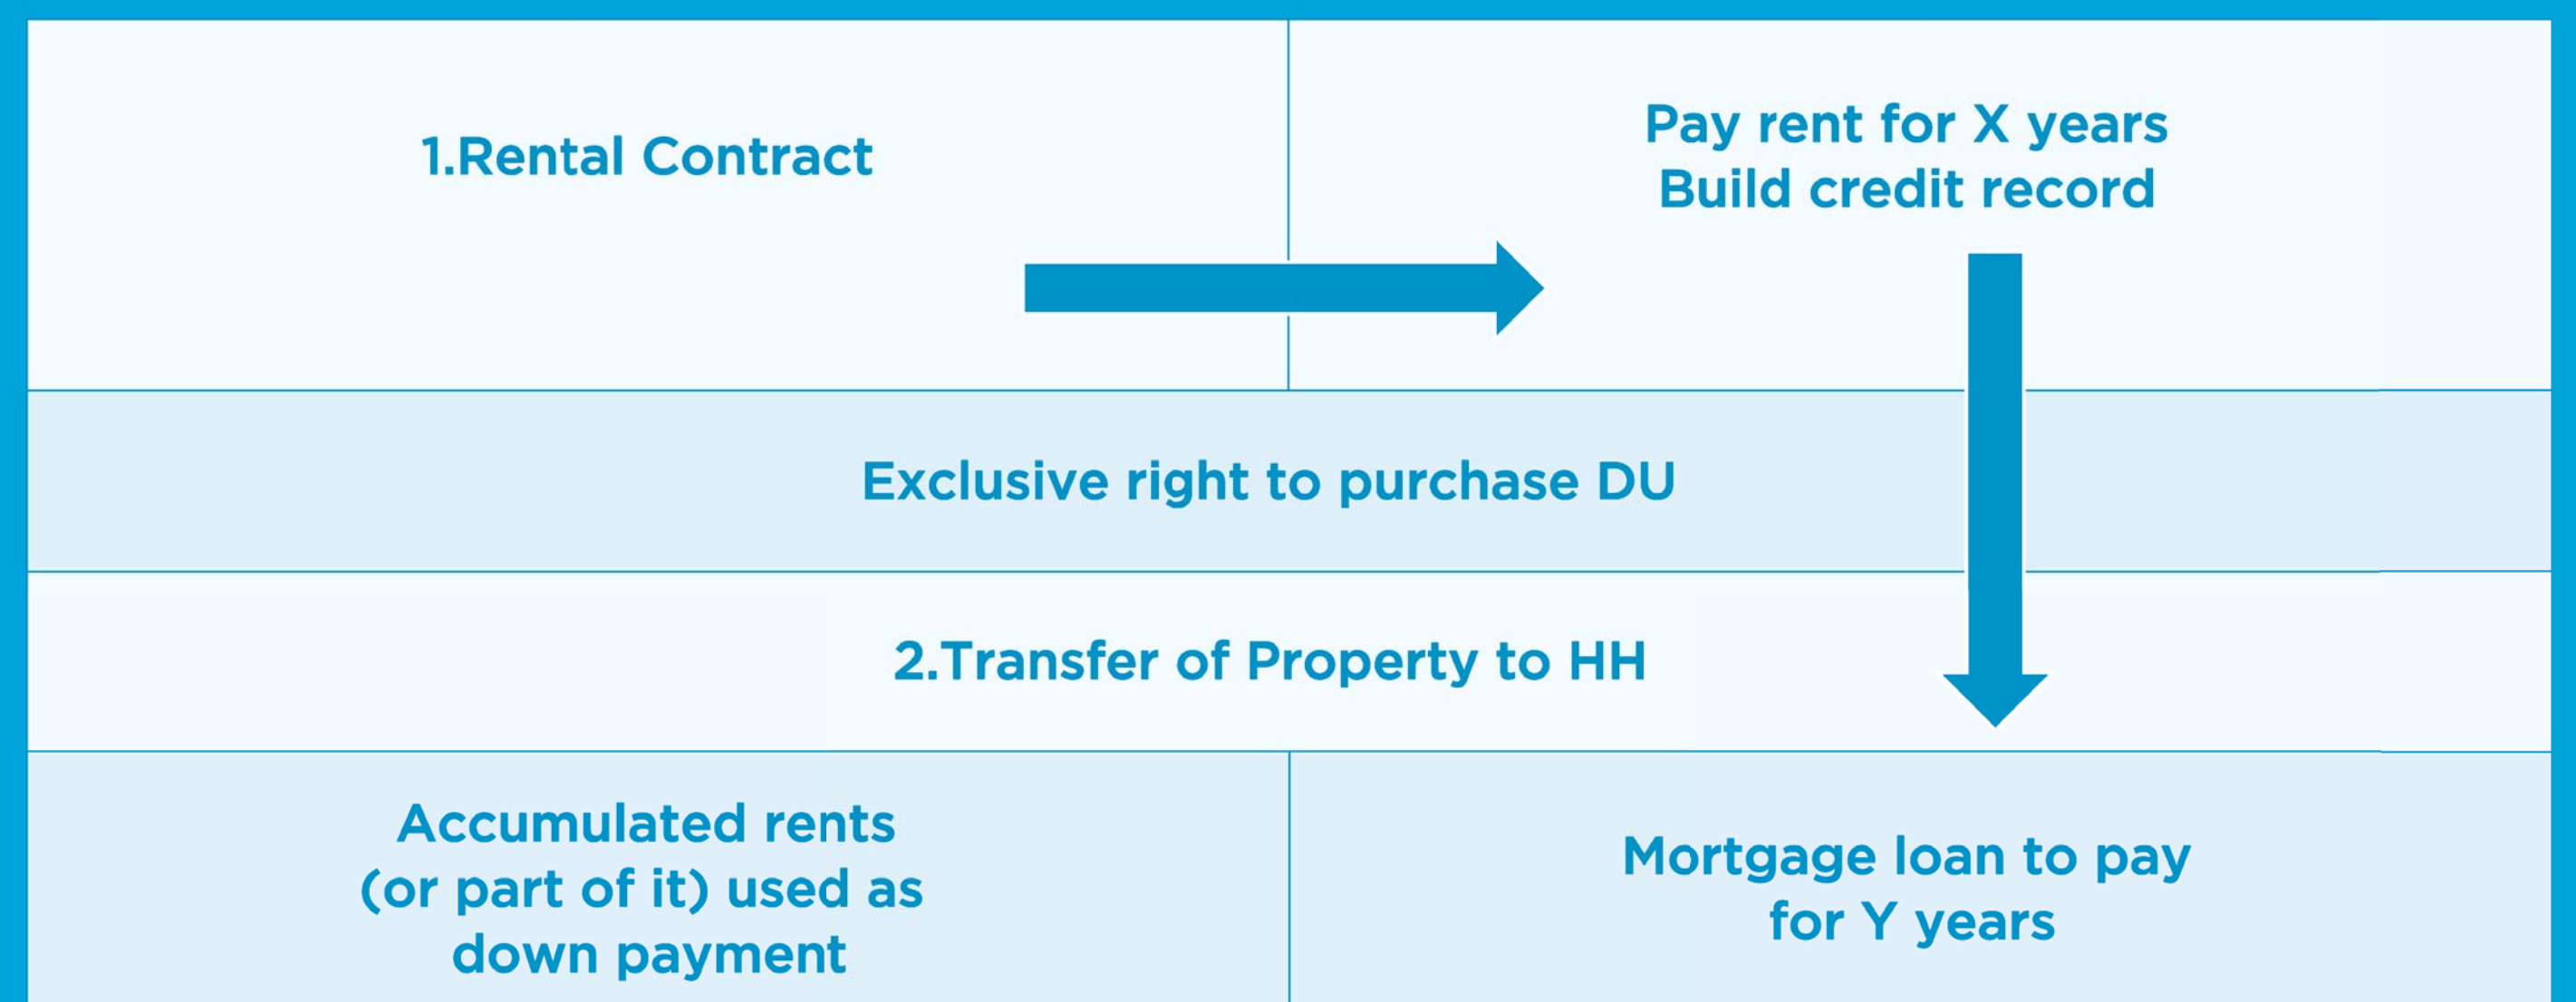 1.Rental Contract
Pay rent for X years
Build credit record
Exclusive right to purchase DU
2.Transfer of Property to HH
Accumulated rents
(or part of it) used as
down payment
Mortgage loan to pay
for Y years